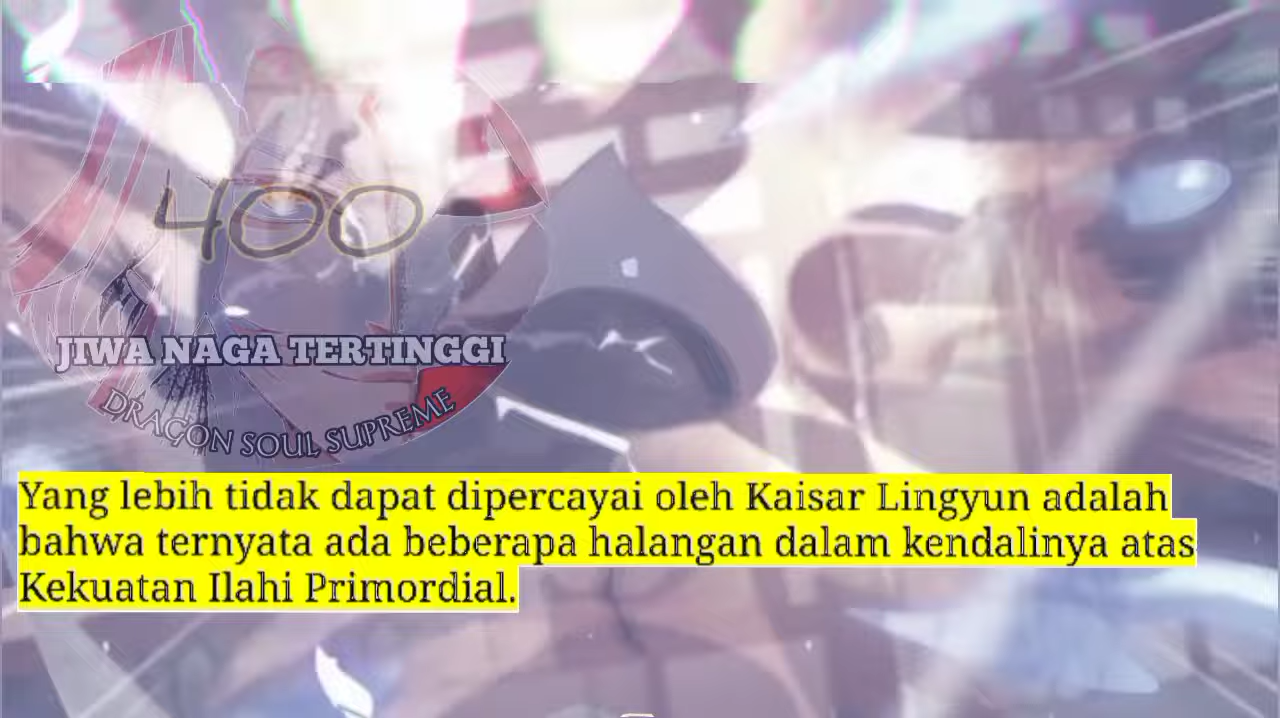 400
JIWA NAGA TERTINGGI
DRAGON SOUL SUPREME
Yang lebih tidak dapat dipercayai oleh Kaisar Lingyun adalah
bahwa ternyata ada beberapa halangan dalam kendalinya atas
Kekuatan Ilahi Primordial.